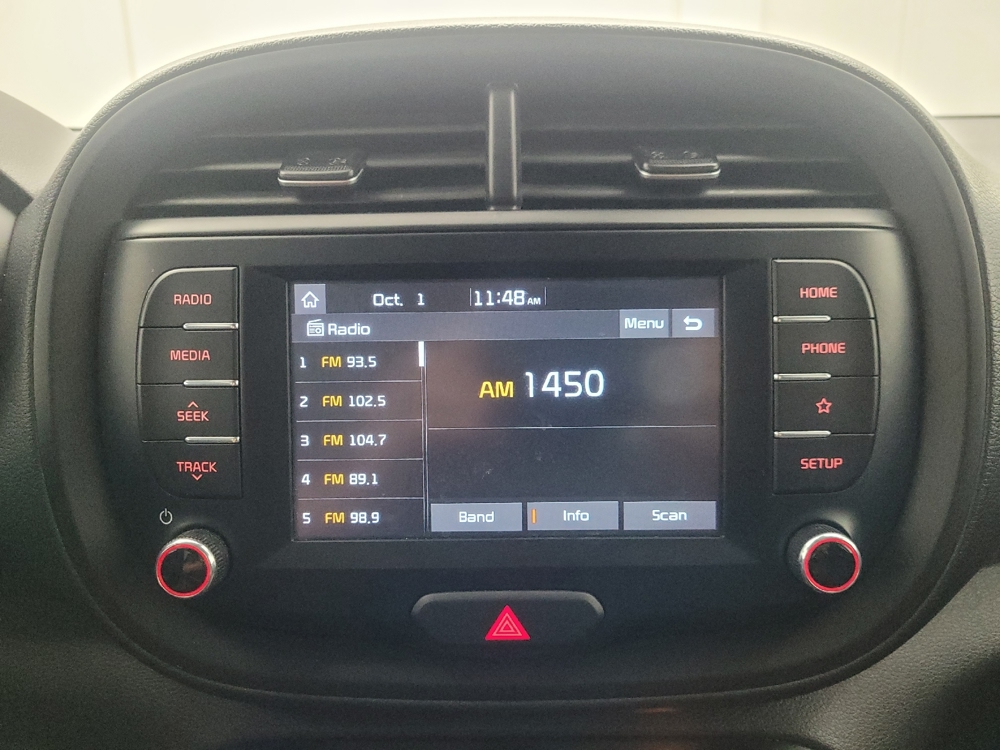 Oct. 1 11:48 AM
Radio Menu
1 FM 93.5
2 FM 102.5
3 FM 104.7
4 FM 89.1
5 FM 98.9
AM 1450
Band Info Scan
RADIO
MEDIA
SEEK
TRACK
HOME
PHONE
SETUP